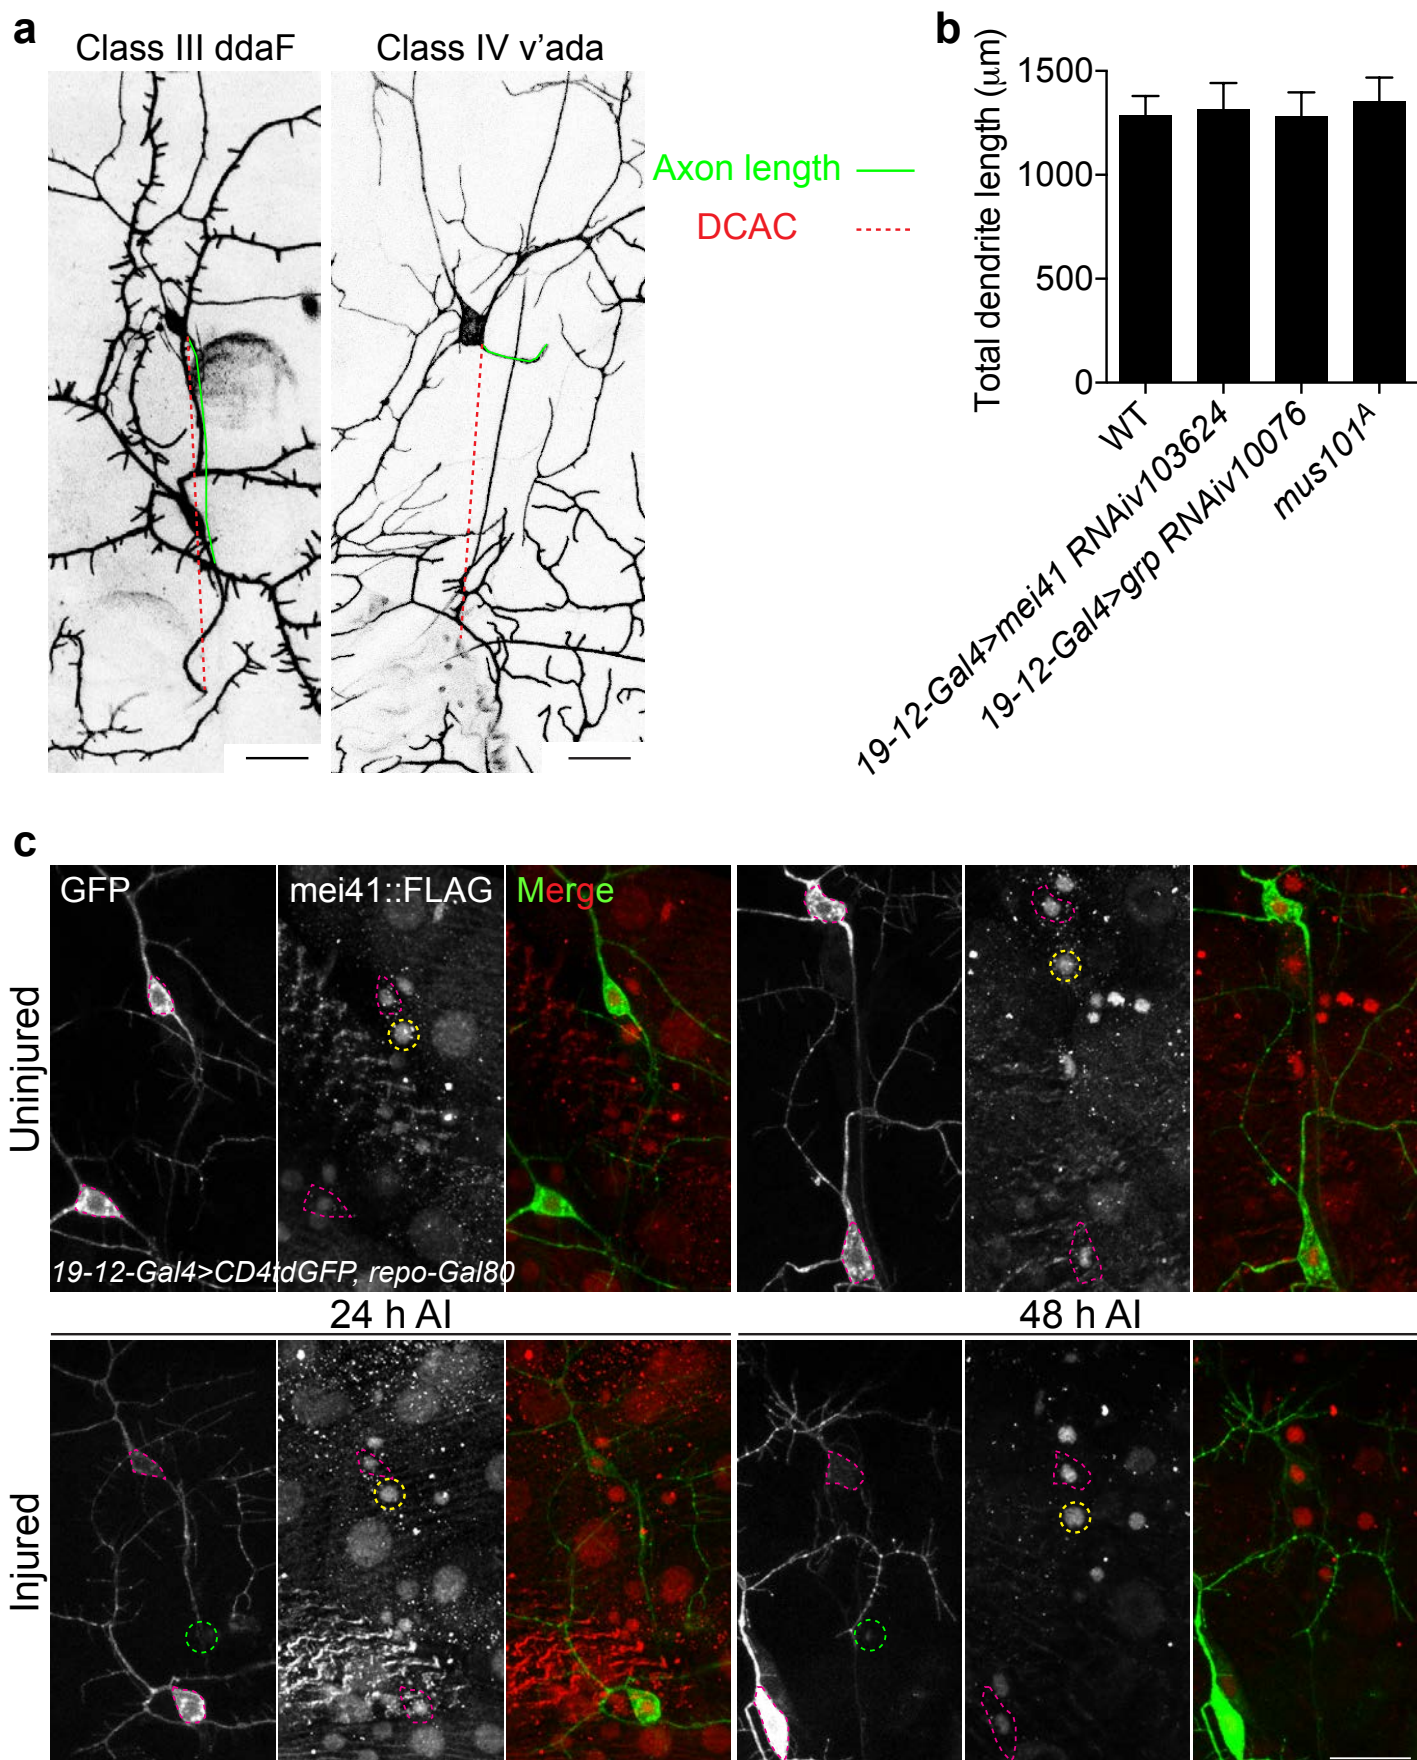 a
Class III ddaF
Class IV v'ada
Axon length
DCAC
b
Total dendrite length (μm)
1500
1000
500
0
WT
19-12-Gal4>mei41 RNAiv103624
19-12-Gal4>grp RNAiv10076
mus101A
c
Uninjured
GFP
mei41::FLAG
Merge
19-12-Gal4>CD4tdGFP, repo-Gal80
24 h AI
48 h AI
Injured